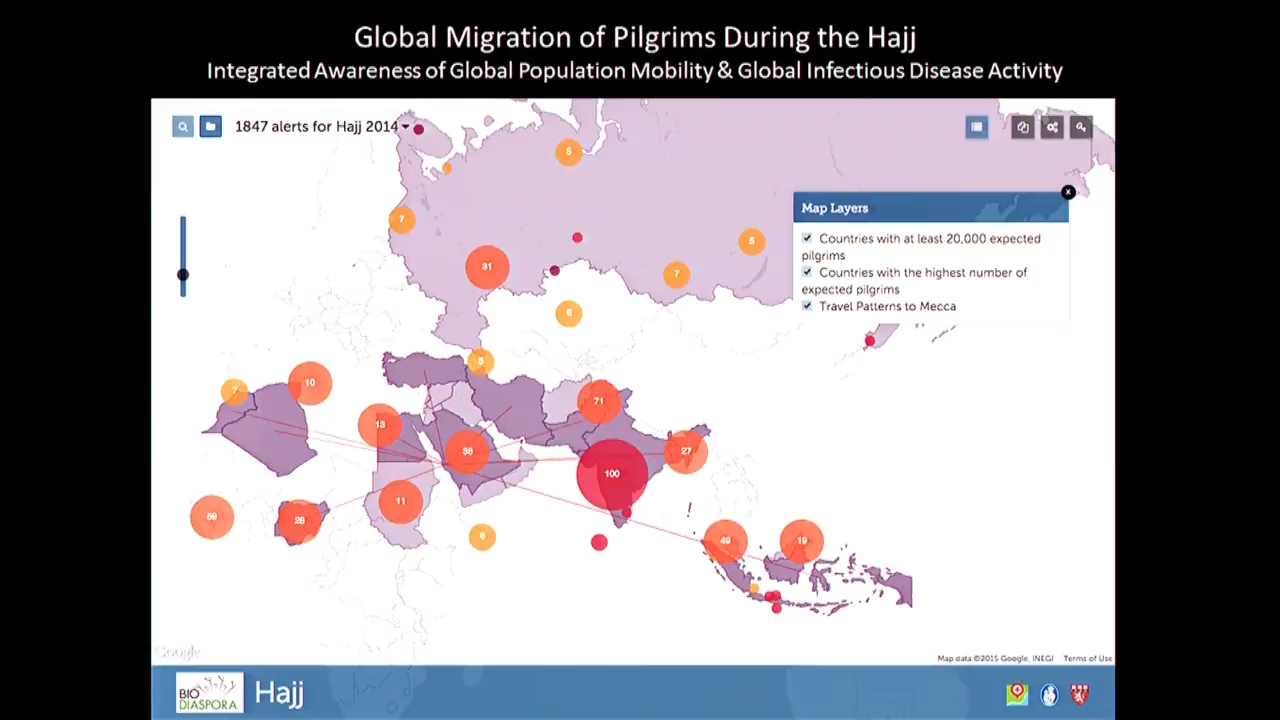 Global Migration of Pilgrims During the Hajj
Integrated Awareness of Global Population Mobility & Global Infectious Disease Activity
1847 alerts for Hajj 2014
Map Layers
x
Countries with at least 20,000 expected
pilgrims
Countries with the highest number of
expected pilgrims
Travel Patterns to Mecca
6
7
5
31
7
6
5
7
10
71
13
38
27
100
11
59
28
6
49
19
Google
Map data ©2015 Google, INEGI Terms of Use
BIO
DIASPORA
Hajj